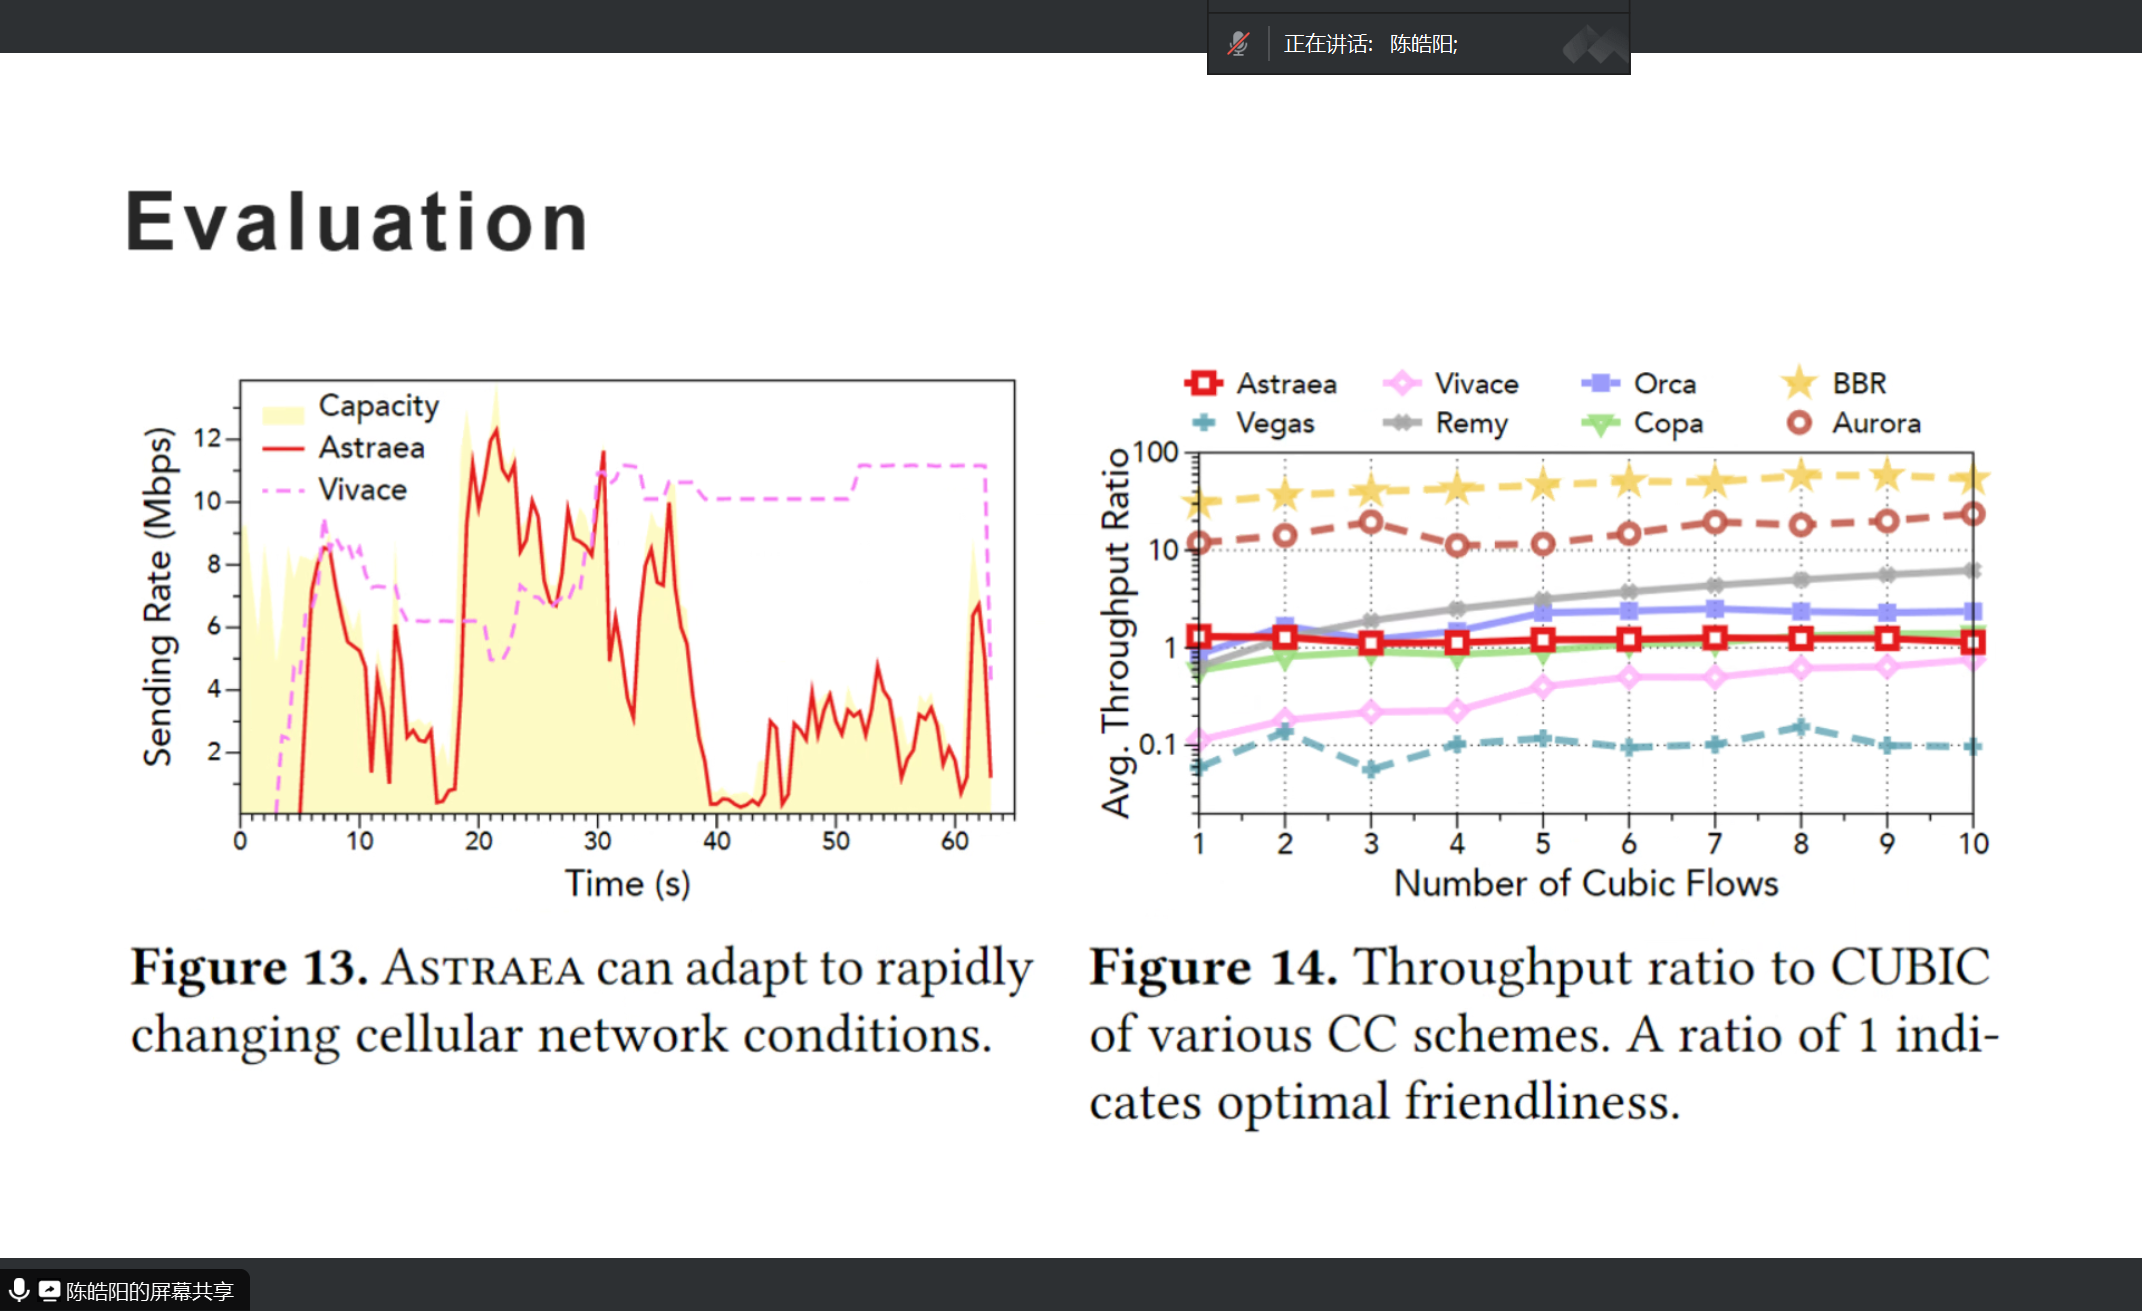 正在讲话: 陈皓阳;
Evaluation
Capacity
Astraea
Vivace
Sending Rate (Mbps)
12
10
8
6
4
2
0 10 20 30 40 50 60
Time (s)
Astraea Vivace Orca BBR
Vegas Remy Copa Aurora
Avg. Throughput Ratio
100
10
1
0.1
1 2 3 4 5 6 7 8 9 10
Number of Cubic Flows
Figure 13. ASTRAEA can adapt to rapidly
changing cellular network conditions.
Figure 14. Throughput ratio to CUBIC
of various CC schemes. A ratio of 1 indi-
cates optimal friendliness.
陈皓阳的屏幕共享